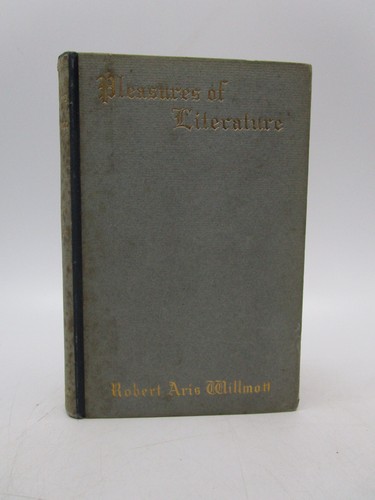 Pleasures of
Literature
Robert Aris Willmott